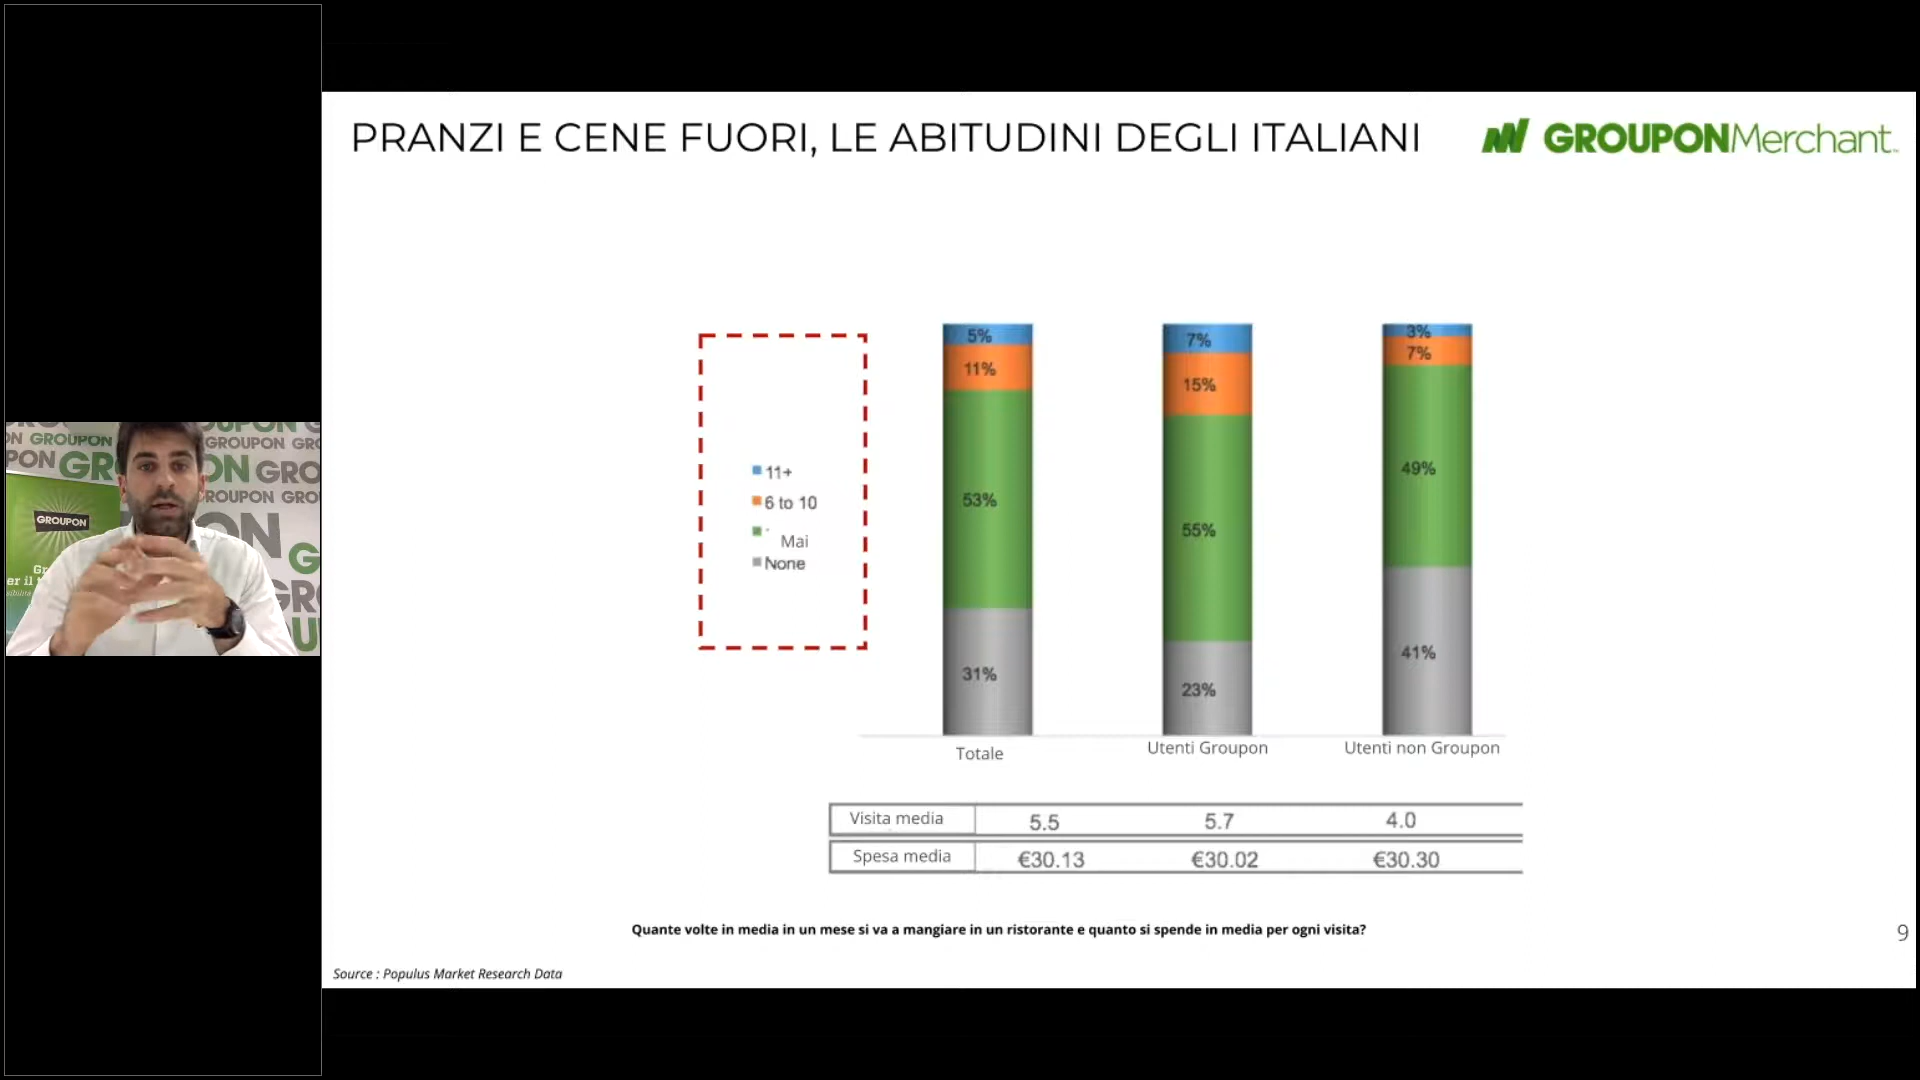 PRANZI E CENE FUORI, LE ABITUDINI DEGLI ITALIANI
GROUPONMerchant
11+
6 to 10
Mai
None
5%
11%
53%
31%
Totale
7%
15%
55%
23%
Utenti Groupon
3%
7%
49%
41%
Utenti non Groupon
Visita media 5.5 5.7 4.0
Spesa media €30.13 €30.02 €30.30
Quante volte in media in un mese si va a mangiare in un ristorante e quanto si spende in media per ogni visita?
9
Source : Populus Market Research Data
GROUPON
GROUPON
GROUPON